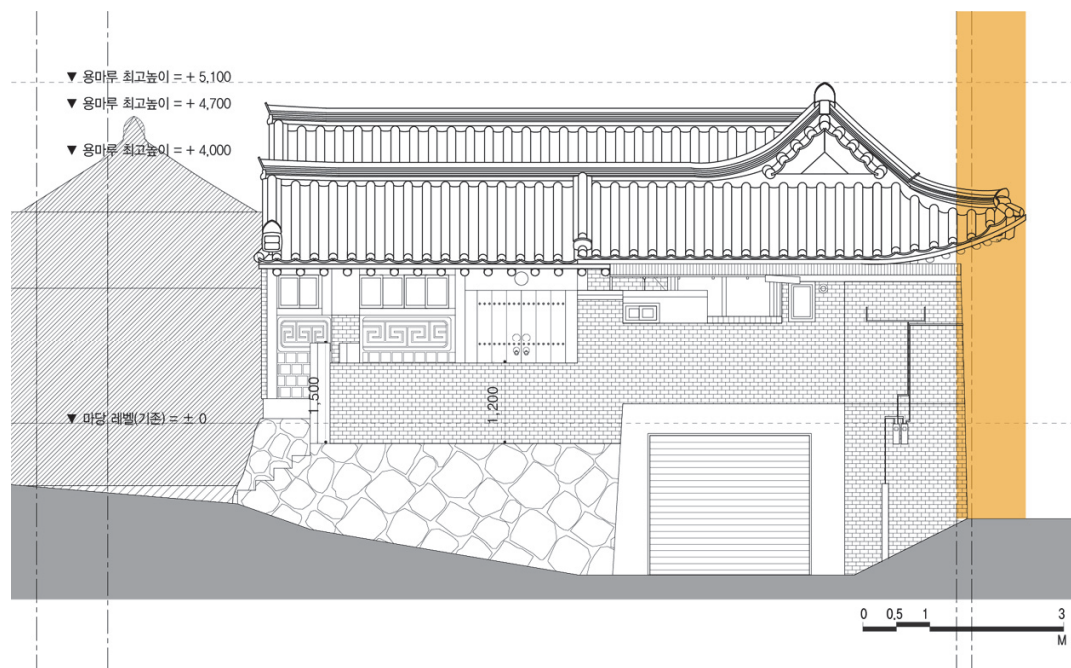 ▼ 용마루 최고높이 = + 5,100
▼ 용마루 최고높이 = + 4,700
▼ 용마루 최고높이 = + 4,000
1,500
1,200
▼ 마당 레벨(기존) = ± 0
0 0.5 1 3
M